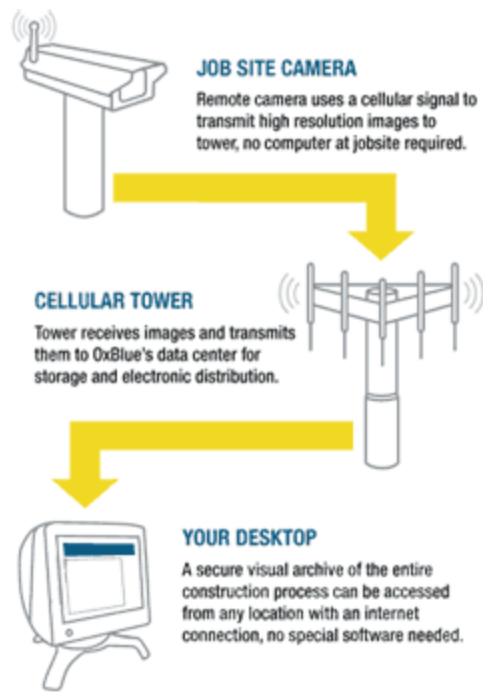 JOB SITE CAMERA
Remote camera uses a cellular signal to
transmit high resolution images to
tower, no computer at jobsite required.
CELLULAR TOWER
Tower receives images and transmits
them to OxBlue's data center for
storage and electronic distribution.
YOUR DESKTOP
A secure visual archive of the entire
construction process can be accessed
from any location with an internet
connection, no special software needed.